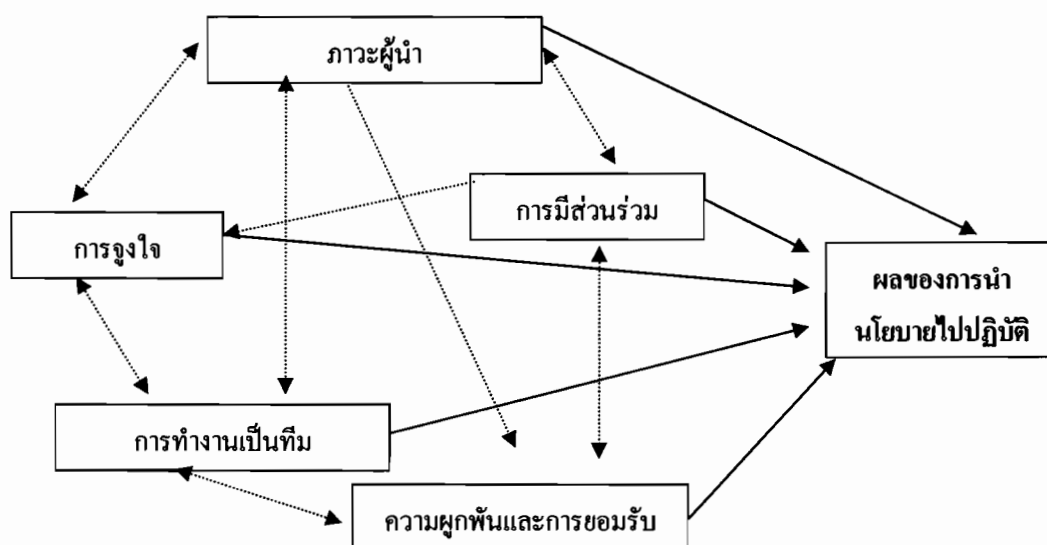 ภาวะผู้นำ
การมีส่วนร่วม
การจูงใจ
ผลของการนำ
นโยบายไปปฏิบัติ
การทำงานเป็นทีม
ความผูกพันและการยอมรับ